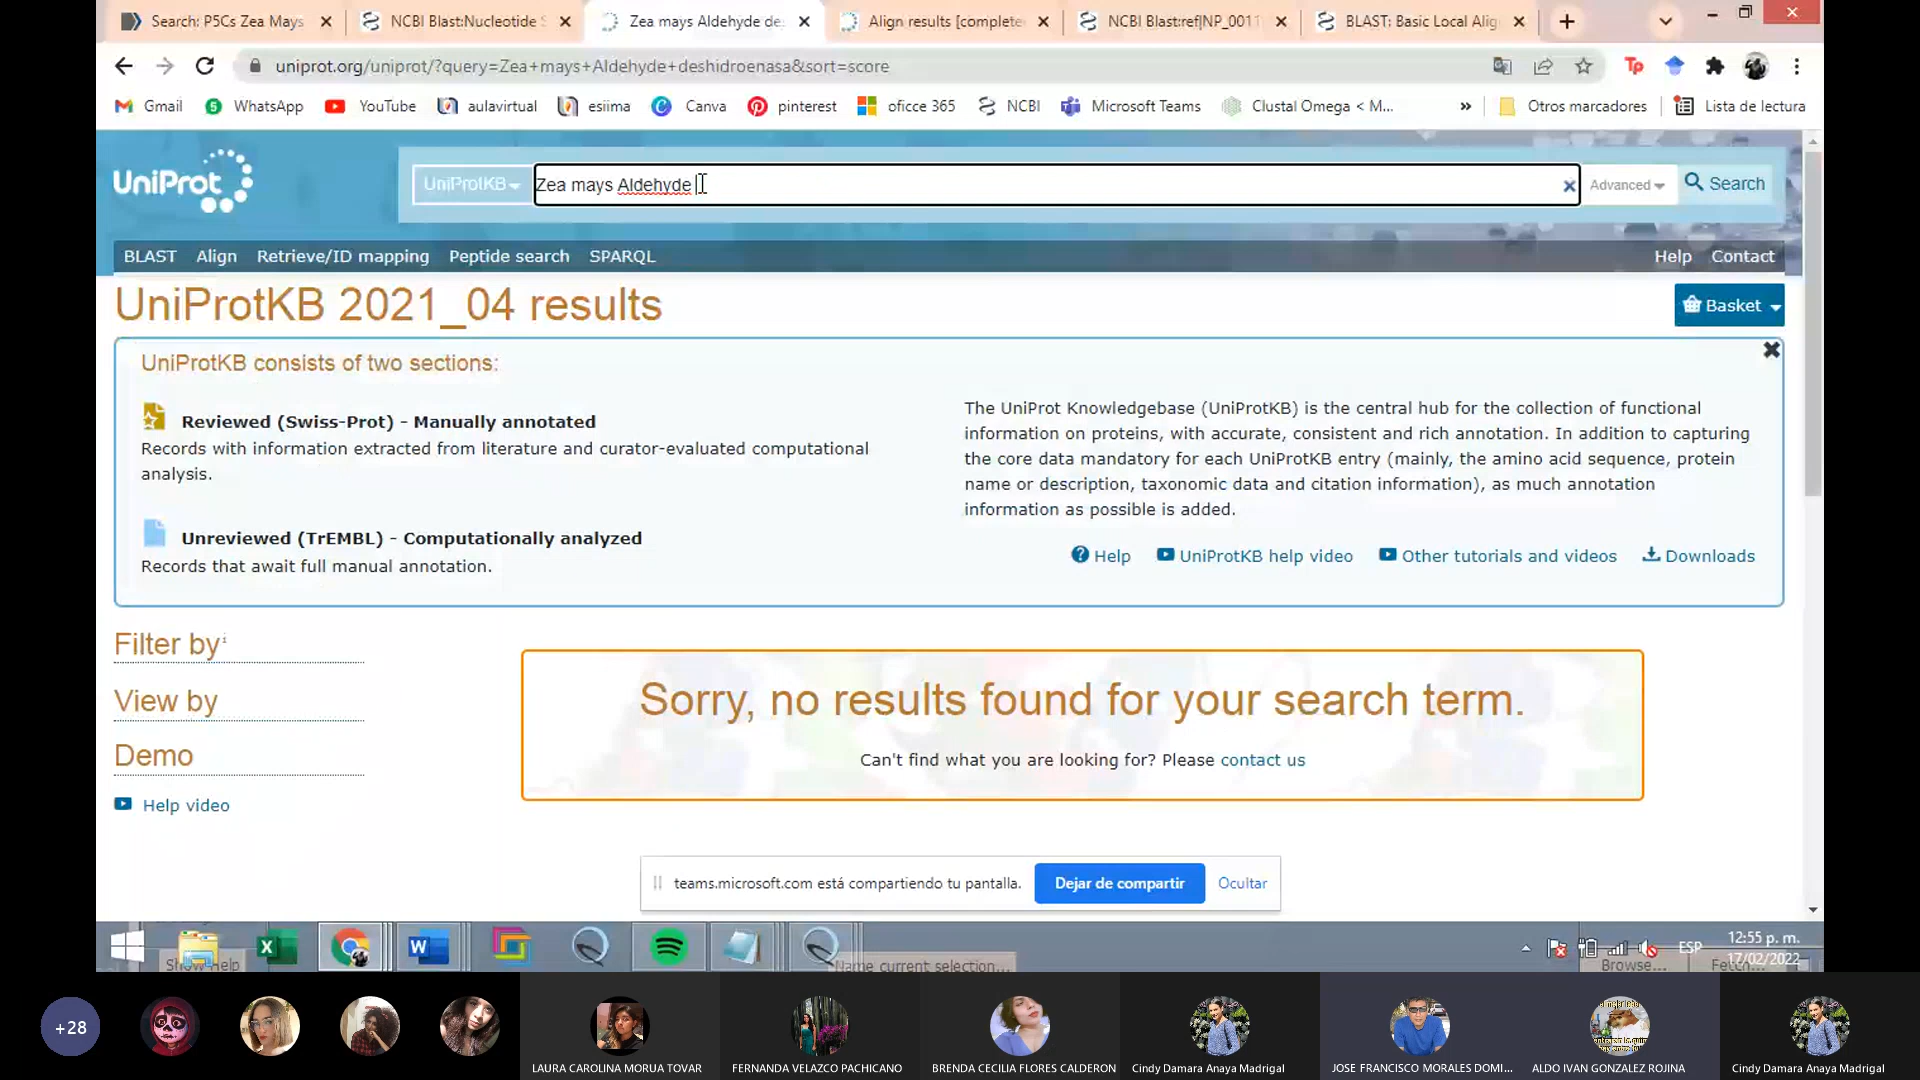 Search: P5Cs Zea Mays
NCBI Blast:Nucleotide S
Zea mays Aldehyde de
Align results [complete
NCBI Blast:ref|NP_0011
BLAST: Basic Local Alig
uniprot.org/uniprot/?query=Zea+mays+Aldehyde+deshidroenasa&sort=score
Gmail
WhatsApp
YouTube
aulavirtual
esiima
Canva
pinterest
oficce 365
NCBI
Microsoft Teams
Clustal Omega < M...
»
Otros marcadores
Lista de lectura
UniProt
UniProtKB
Zea mays Aldehyde
Advanced
Search
BLAST
Align
Retrieve/ID mapping
Peptide search
SPARQL
Help
Contact
UniProtKB 2021_04 results
Basket
UniProtKB consists of two sections:
Reviewed (Swiss-Prot) - Manually annotated
Records with information extracted from literature and curator-evaluated computational
analysis.
Unreviewed (TrEMBL) - Computationally analyzed
Records that await full manual annotation.
The UniProt Knowledgebase (UniProtKB) is the central hub for the collection of functional
information on proteins, with accurate, consistent and rich annotation. In addition to capturing
the core data mandatory for each UniProtKB entry (mainly, the amino acid sequence, protein
name or description, taxonomic data and citation information), as much annotation
information as possible is added.
Help
UniProtKB help video
Other tutorials and videos
Downloads
Filter by
View by
Demo
Help video
Sorry, no results found for your search term.
Can't find what you are looking for? Please contact us
teams.microsoft.com está compartiendo tu pantalla.
Dejar de compartir
Ocultar
Show Help
Name current selection...
ESP
12:55 p. m.
17/02/2022
Browse...
Fetch...
+28
LAURA CAROLINA MORUA TOVAR
FERNANDA VELAZCO PACHICANO
BRENDA CECILIA FLORES CALDERON
Cindy Damara Anaya Madrigal
JOSE FRANCISCO MORALES DOMI...
ALDO IVAN GONZALEZ ROJINA
Cindy Damara Anaya Madrigal